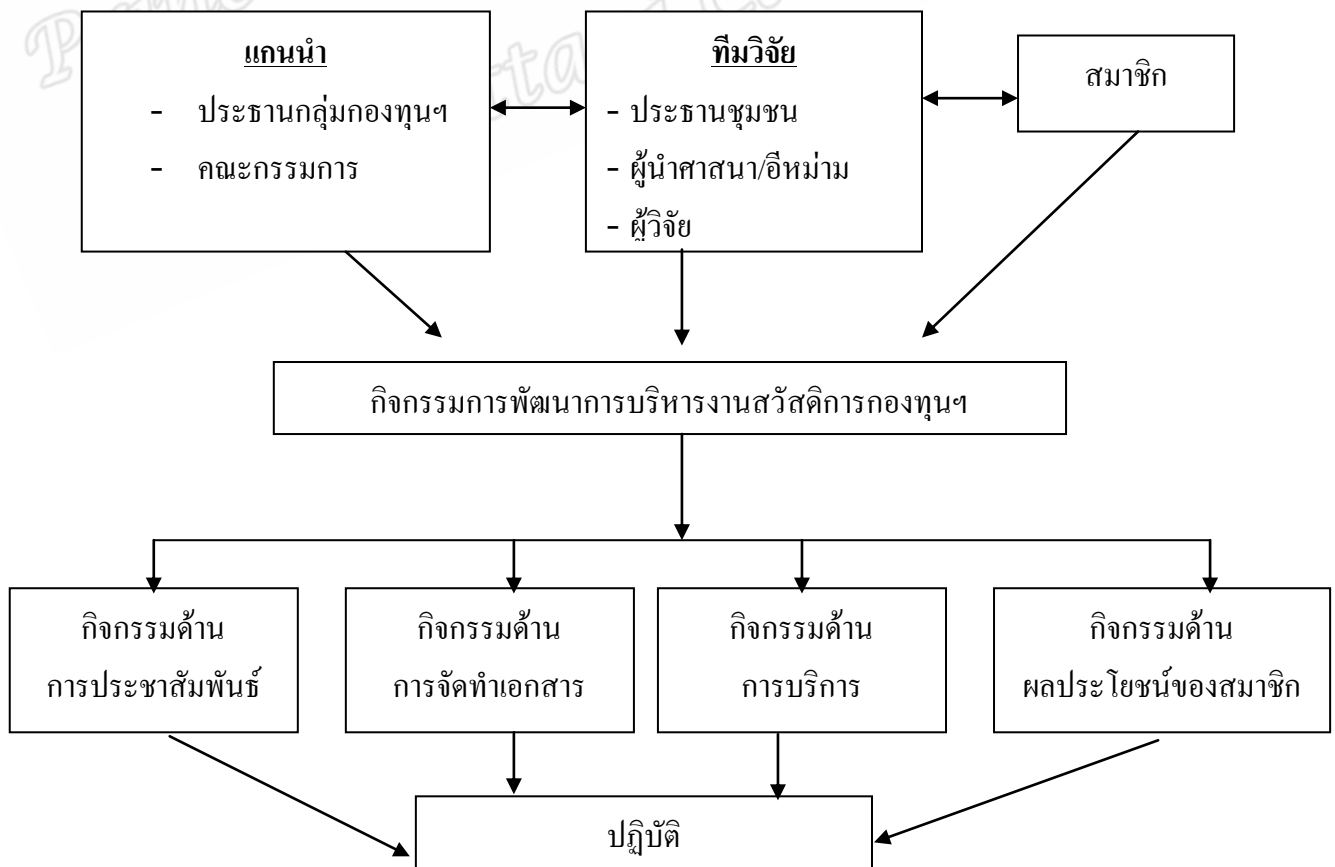 แกนนำ
- ประธานกลุ่มกองทุนฯ
- คณะกรรมการ
ทีมวิจัย
- ประธานชุมชน
- ผู้นำศาสนา/อีหม่าม
- ผู้วิจัย
สมาชิก
กิจกรรมการพัฒนาการบริหารงานสวัสดิการกองทุนฯ
กิจกรรมด้าน
การประชาสัมพันธ์
กิจกรรมด้าน
การจัดทำเอกสาร
กิจกรรมด้าน
การบริการ
กิจกรรมด้าน
ผลประโยชน์ของสมาชิก
ปฏิบัติ